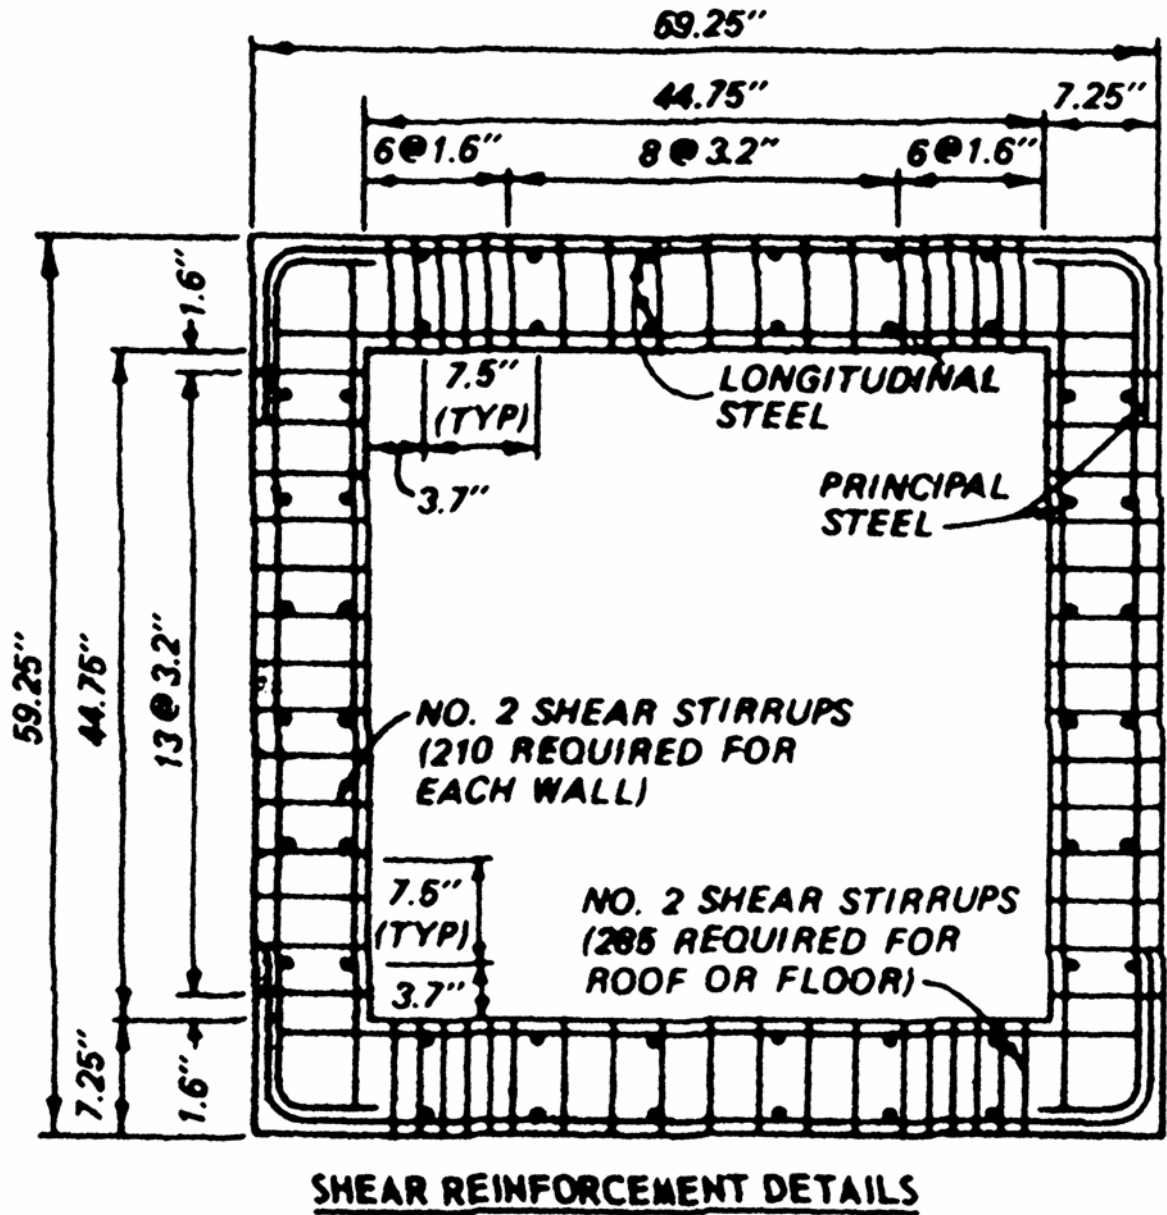 69.25"
44.75"
7.25"
6@1.6"
8@3.2"
6@1.6"
1.6"
7.5"
(TYP)
3.7"
LONGITUDINAL
STEEL
PRINCIPAL
STEEL
59.25"
44.75"
13@3.2"
NO. 2 SHEAR STIRRUPS
(210 REQUIRED FOR
EACH WALL)
7.5"
(TYP)
3.7"
NO. 2 SHEAR STIRRUPS
(285 REQUIRED FOR
ROOF OR FLOOR)
7.25"
1.6"
SHEAR REINFORCEMENT DETAILS